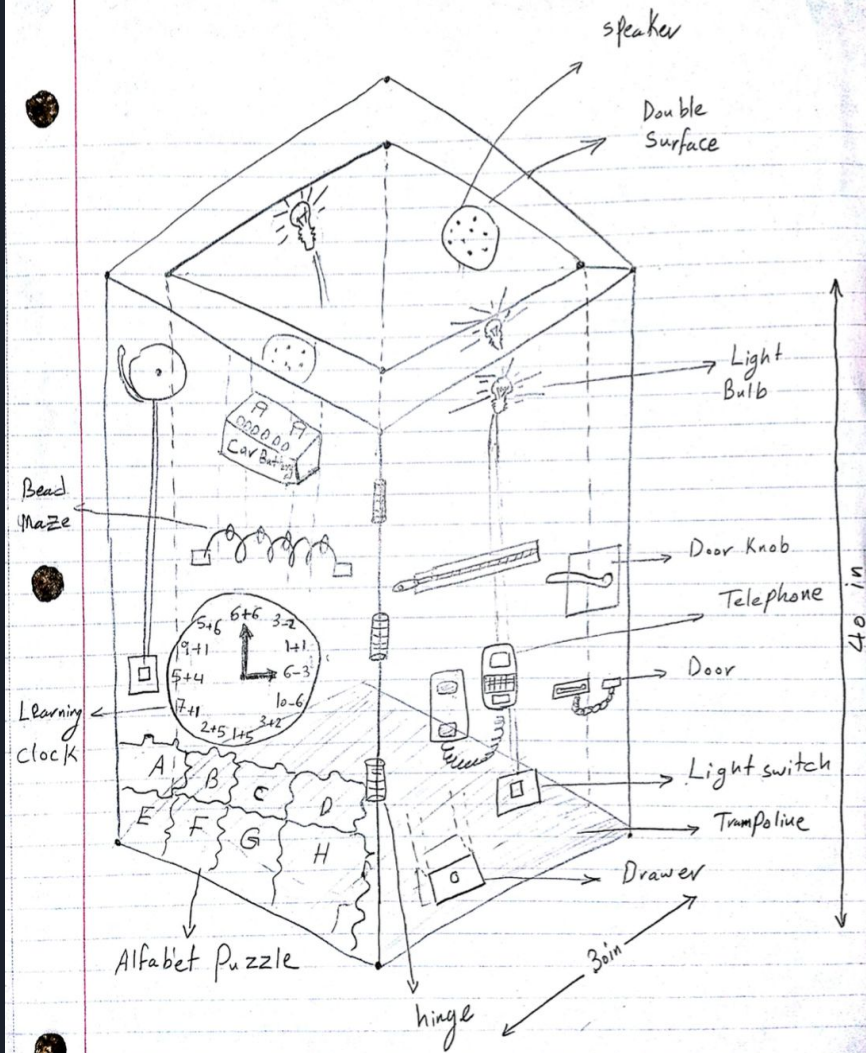 speaker
Double
Surface
Light
Bulb
Car Battery
Bead
Maze
Door Knob
Telephone
40 in
6+6
5+6
3-2
9+1
1+1
5+4
6-3
7+1
10-6
2+5
1+5
3+2
Door
Learning
clock
Light switch
A
B
C
D
E
F
G
H
Trampoline
Drawer
Alfabet Puzzle
30in
hinge